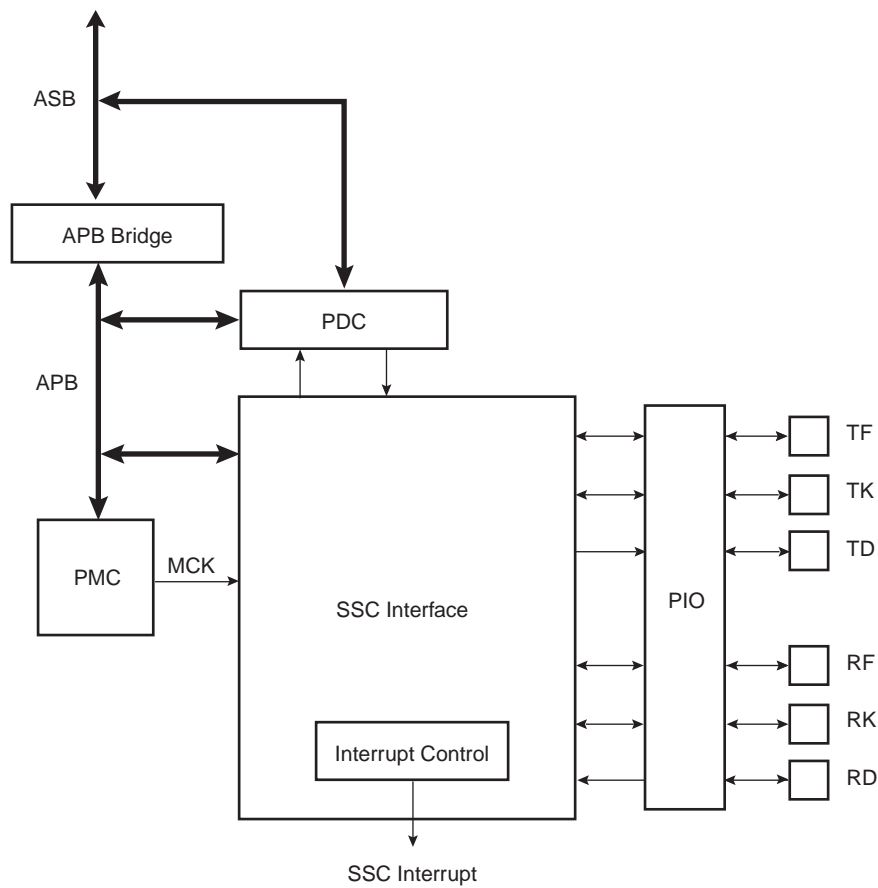 ASB
APB Bridge
PDC
APB
TF
TK
TD
PMC
MCK
SSC Interface
PIO
RF
RK
RD
Interrupt Control
SSC Interrupt